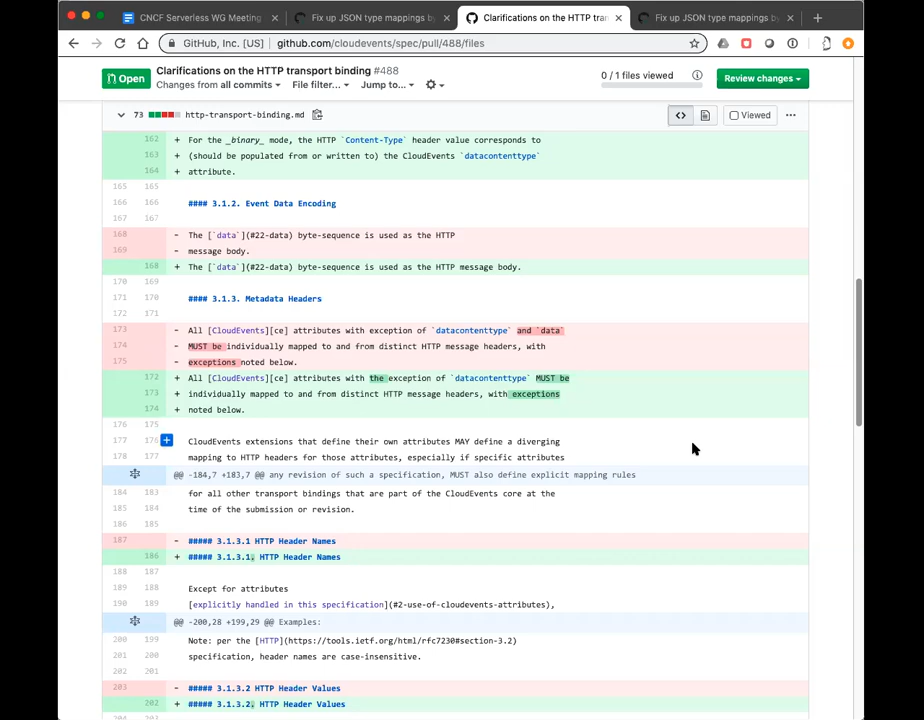 CNCF Serverless WG Meeting
Fix up JSON type mappings by
Clarifications on the HTTP tran
Fix up JSON type mappings by
GitHub, Inc. [US]
github.com/cloudevents/spec/pull/488/files
Open
Clarifications on the HTTP transport binding #488
Changes from all commits
File filter...
Jump to...
0 / 1 files viewed
Review changes
73
http-transport-binding.md
Viewed
162 + For the _binary_ mode, the HTTP `Content-Type` header value corresponds to
163 + (should be populated from or written to) the CloudEvents `datacontenttype`
164 + attribute.
165 165
166 166 #### 3.1.2. Event Data Encoding
167 167
168 - The [`data`](#22-data) byte-sequence is used as the HTTP
169 - message body.
168 + The [`data`](#22-data) byte-sequence is used as the HTTP message body.
170 169
171 170 #### 3.1.3. Metadata Headers
172 171
173 - All [CloudEvents][ce] attributes with exception of `datacontenttype` and `data`
174 - MUST be individually mapped to and from distinct HTTP message headers, with
175 - exceptions noted below.
172 + All [CloudEvents][ce] attributes with the exception of `datacontenttype` MUST be
173 + individually mapped to and from distinct HTTP message headers, with exceptions
174 + noted below.
176 175
177 176 CloudEvents extensions that define their own attributes MAY define a diverging
178 177 mapping to HTTP headers for those attributes, especially if specific attributes
@@ -184,7 +183,7 @@ any revision of such a specification, MUST also define explicit mapping rules
184 183 for all other transport bindings that are part of the CloudEvents core at the
185 184 time of the submission or revision.
186 185
187 - ##### 3.1.3.1 HTTP Header Names
186 + ##### 3.1.3.1. HTTP Header Names
188 187
189 188 Except for attributes
190 189 [explicitly handled in this specification](#2-use-of-cloudevents-attributes),
@@ -200,28 +199,29 @@ Examples:
200 199 Note: per the [HTTP](https://tools.ietf.org/html/rfc7230#section-3.2)
201 200 specification, header names are case-insensitive.
202 201
203 - ##### 3.1.3.2 HTTP Header Values
202 + ##### 3.1.3.2. HTTP Header Values